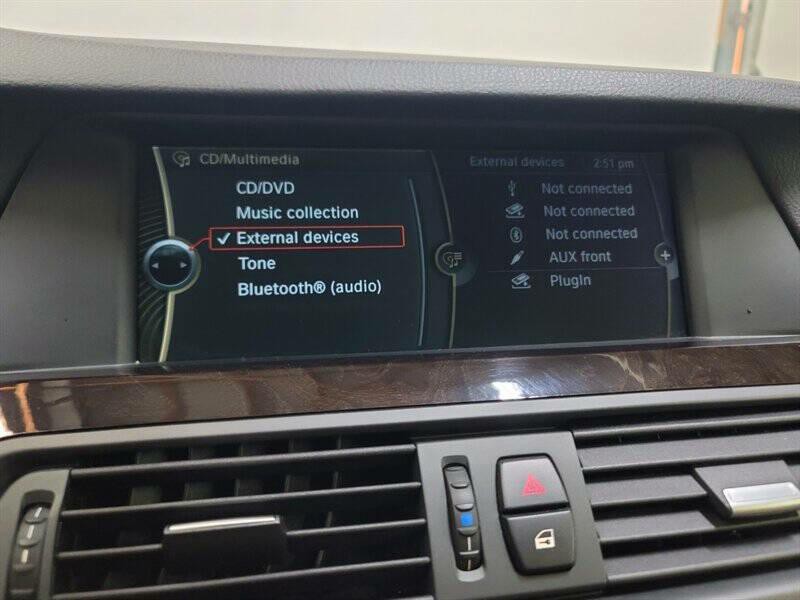 CD/Multimedia
CD/DVD
Music collection
External devices
Tone
Bluetooth® (audio)
External devices 2:51 pm
Not connected
Not connected
Not connected
AUX front
PlugIn